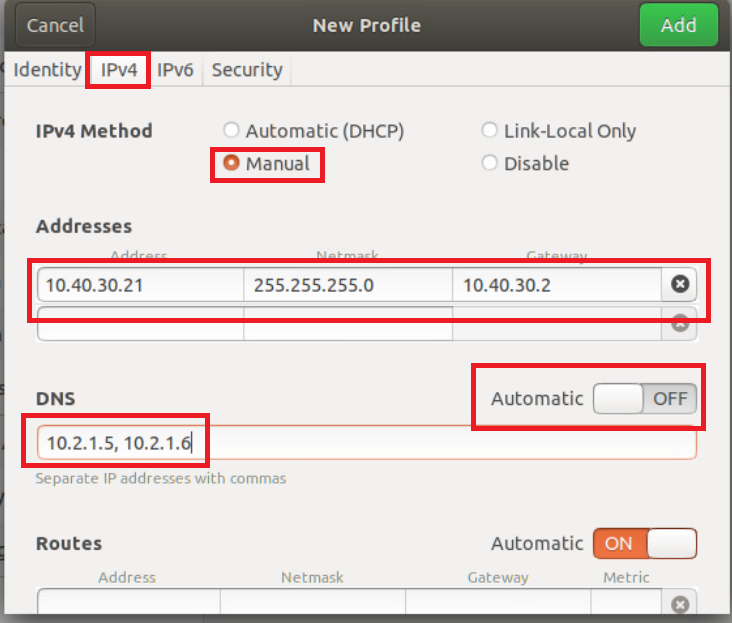 Cancel New Profile Add
Identity IPv4 IPv6 Security
IPv4 Method Automatic (DHCP) Link-Local Only
Manual Disable
Addresses
Address Netmask Gateway
10.40.30.21 255.255.255.0 10.40.30.2
DNS Automatic OFF
10.2.1.5, 10.2.1.6
Separate IP addresses with commas
Routes Automatic ON
Address Netmask Gateway Metric